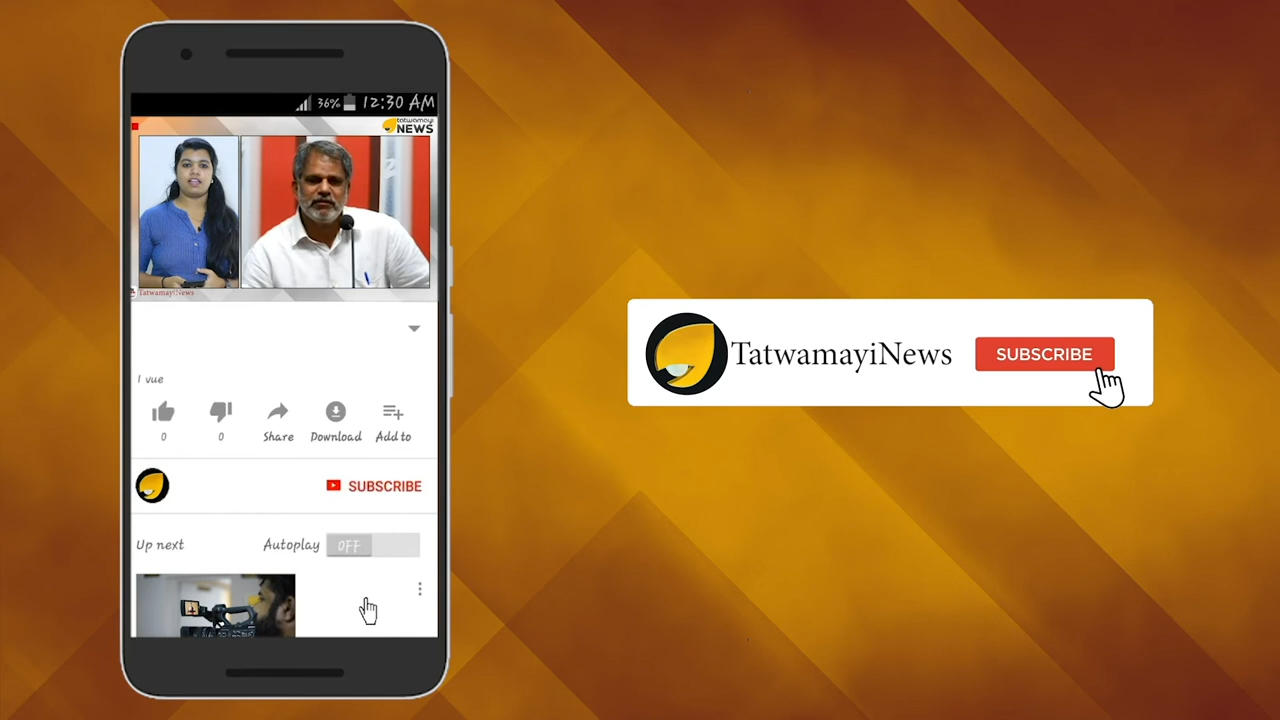 36%
12:30 AM
tatwamayi
NEWS
TatwamayiNews
1 vue
0
0
Share
Download
Add to
SUBSCRIBE
Up next
Autoplay
OFF
TatwamayiNews
SUBSCRIBE